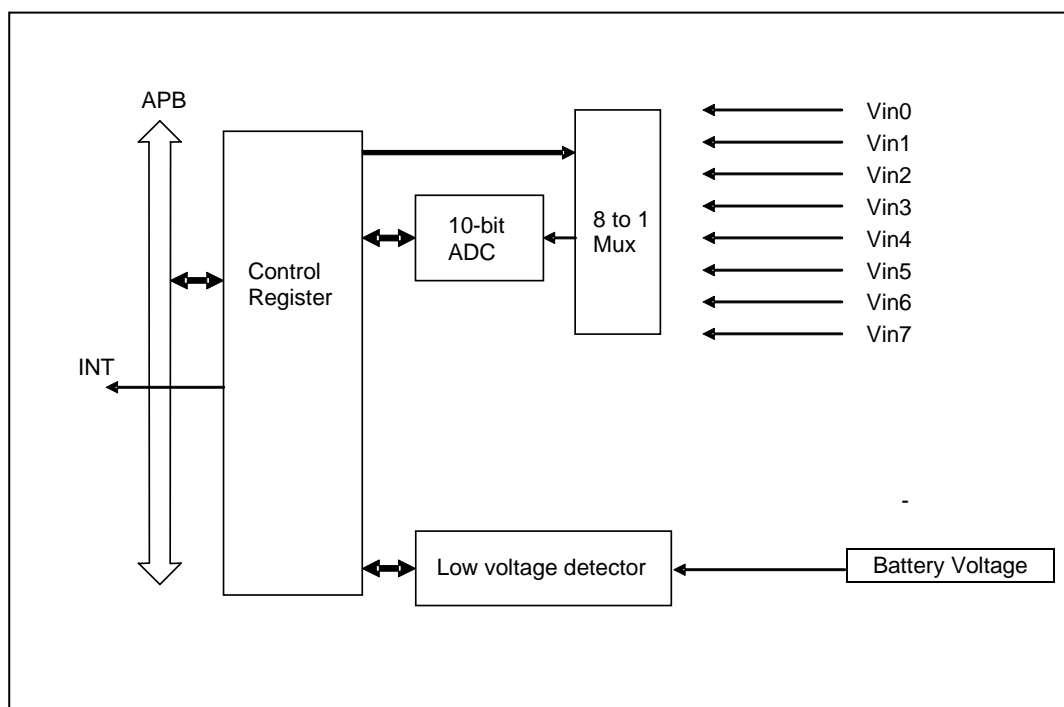 APB
Vin0
Vin1
Vin2
Vin3
Vin4
Vin5
Vin6
Vin7
10-bit
ADC
8 to 1
Mux
Control
Register
INT
-
Low voltage detector
Battery Voltage